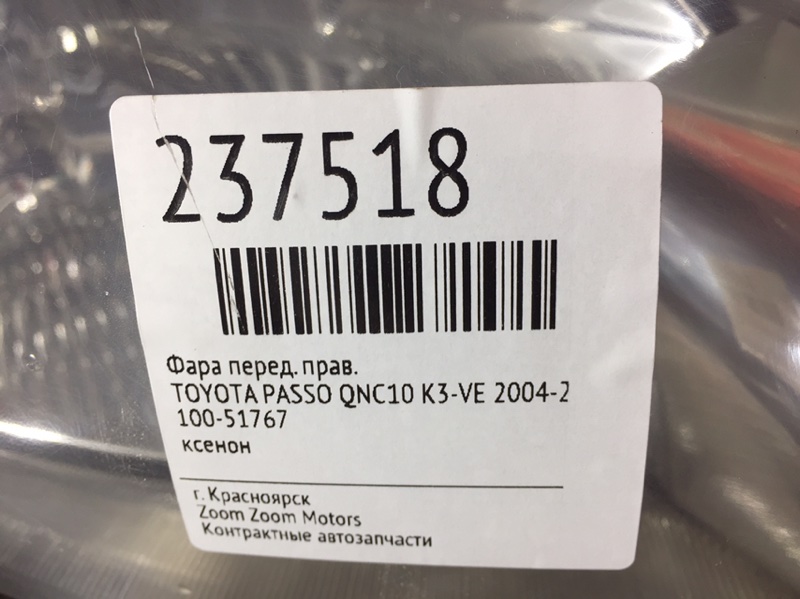 237518
Фара перед. прав.
TOYOTA PASSO QNC10 K3-VE 2004-2
100-51767
ксенон
г. Красноярск
Zoom Zoom Motors
Контрактные автозапчасти